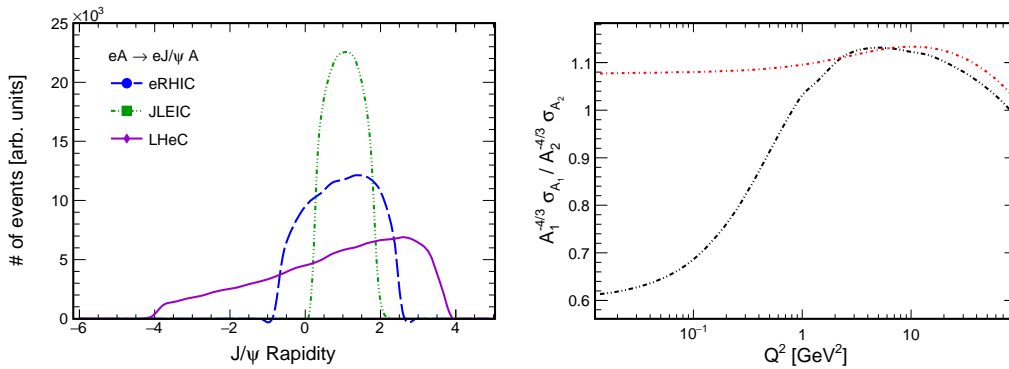 ×10³
25
20
15
10
5
0
# of events [arb. units]
eA → eJ/ψ A
eRHIC
JLEIC
LHeC
−6 −4 −2 0 2 4
J/ψ Rapidity
1.1
1
0.9
0.8
0.7
0.6
A₁^-4/3 σ_A₁ / A₂^-4/3 σ_A₂
10⁻¹ 1 10
Q² [GeV²]